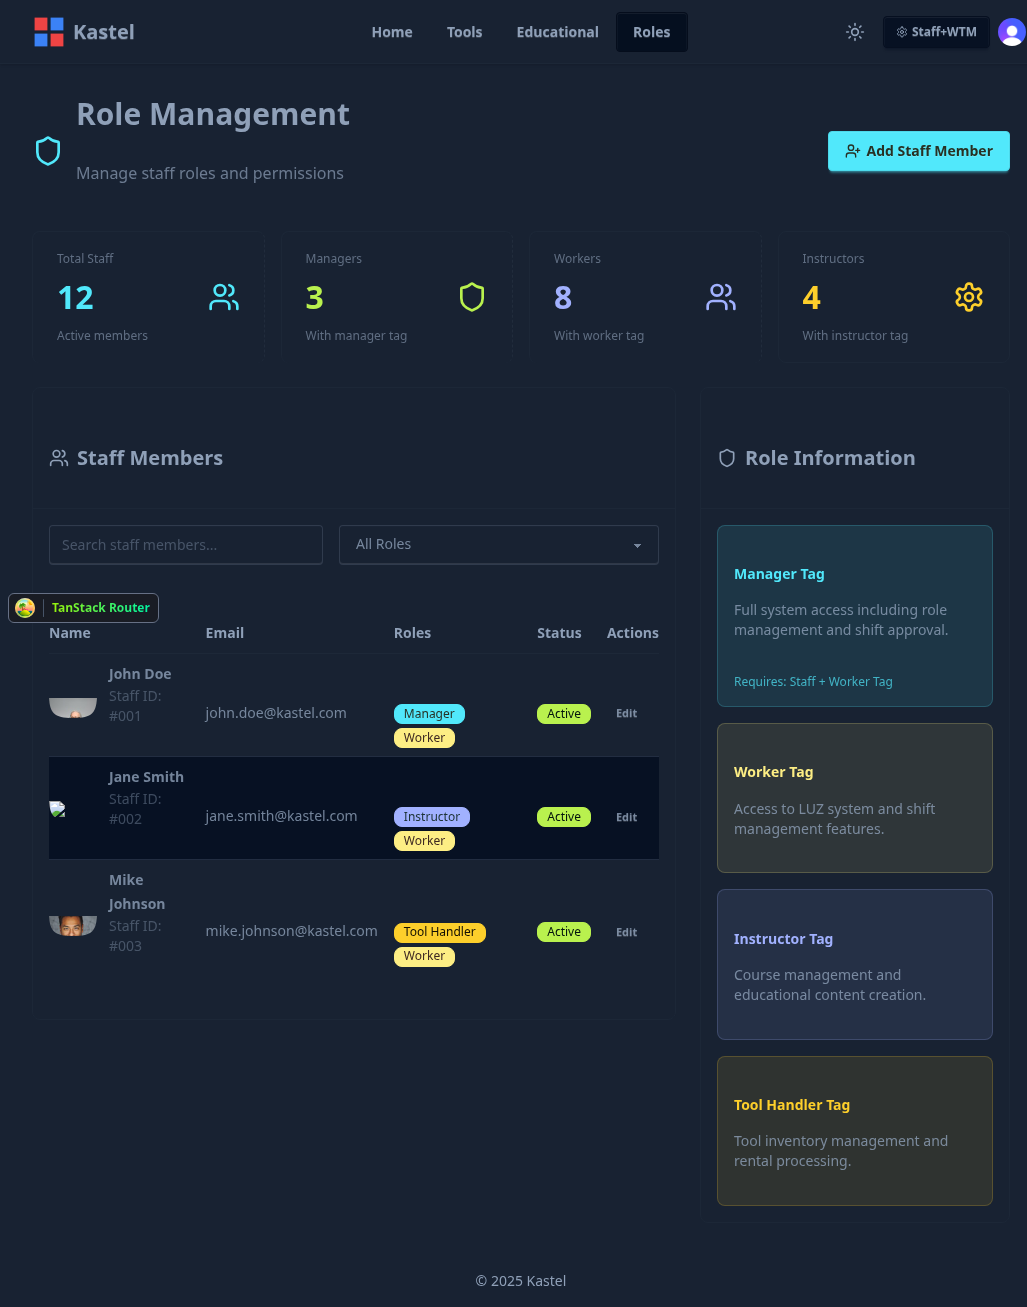 Kastel
Home
Tools
Educational
Roles
Staff+WTM
Role Management
Manage staff roles and permissions
Add Staff Member
Total Staff
12
Active members
Managers
3
With manager tag
Workers
8
With worker tag
Instructors
4
With instructor tag
Staff Members
Search staff members...
All Roles
TanStack Router
Name
Email
Roles
Status
Actions
John Doe
Staff ID:
#001
john.doe@kastel.com
Manager
Worker
Active
Edit
Jane Smith
Staff ID:
#002
jane.smith@kastel.com
Instructor
Worker
Active
Edit
Mike
Johnson
Staff ID:
#003
mike.johnson@kastel.com
Tool Handler
Worker
Active
Edit
Role Information
Manager Tag
Full system access including role
management and shift approval.
Requires: Staff + Worker Tag
Worker Tag
Access to LUZ system and shift
management features.
Instructor Tag
Course management and
educational content creation.
Tool Handler Tag
Tool inventory management and
rental processing.
© 2025 Kastel